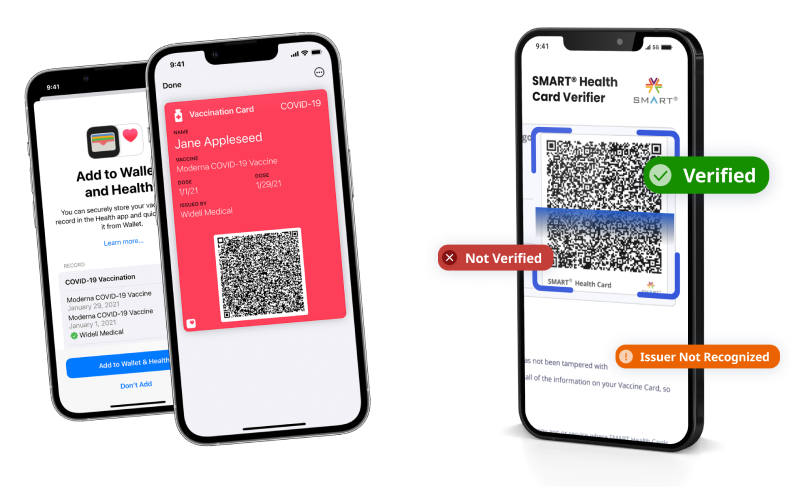 9:41
Add to Walle
and Health
You can securely store your vac
record in the Health app and quic
it from Wallet.
Learn more...
RECORD
COVID-19 Vaccination
Moderna COVID-19 Vaccine
January 29, 2021
Moderna COVID-19 Vaccine
January 1, 2021
Widell Medical
Add to Wallet & Health
Don't Add
9:41
Done
Vaccination Card
COVID-19
NAME
Jane Appleseed
VACCINE
Moderna COVID-19 Vaccine
DOSE
DOSE
1/1/21
1/29/21
ISSUED BY
Widell Medical
9:41
5G
SMART® Health
Card Verifier
SMART®
Verified
Not Verified
SMART® Health Card
Issuer Not Recognized
as not been tampered with
all of the information on your Vaccine Card, so